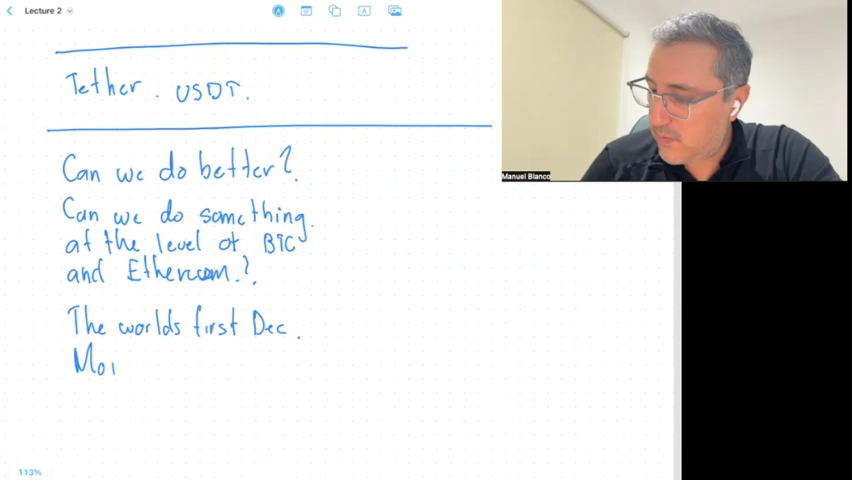 Lecture 2
Tether. USDT.
Can we do better?
Can we do something.
at the level of BTC
and Ethereum.?
The worlds first Dec.
Mo
Manuel Blanco
113%